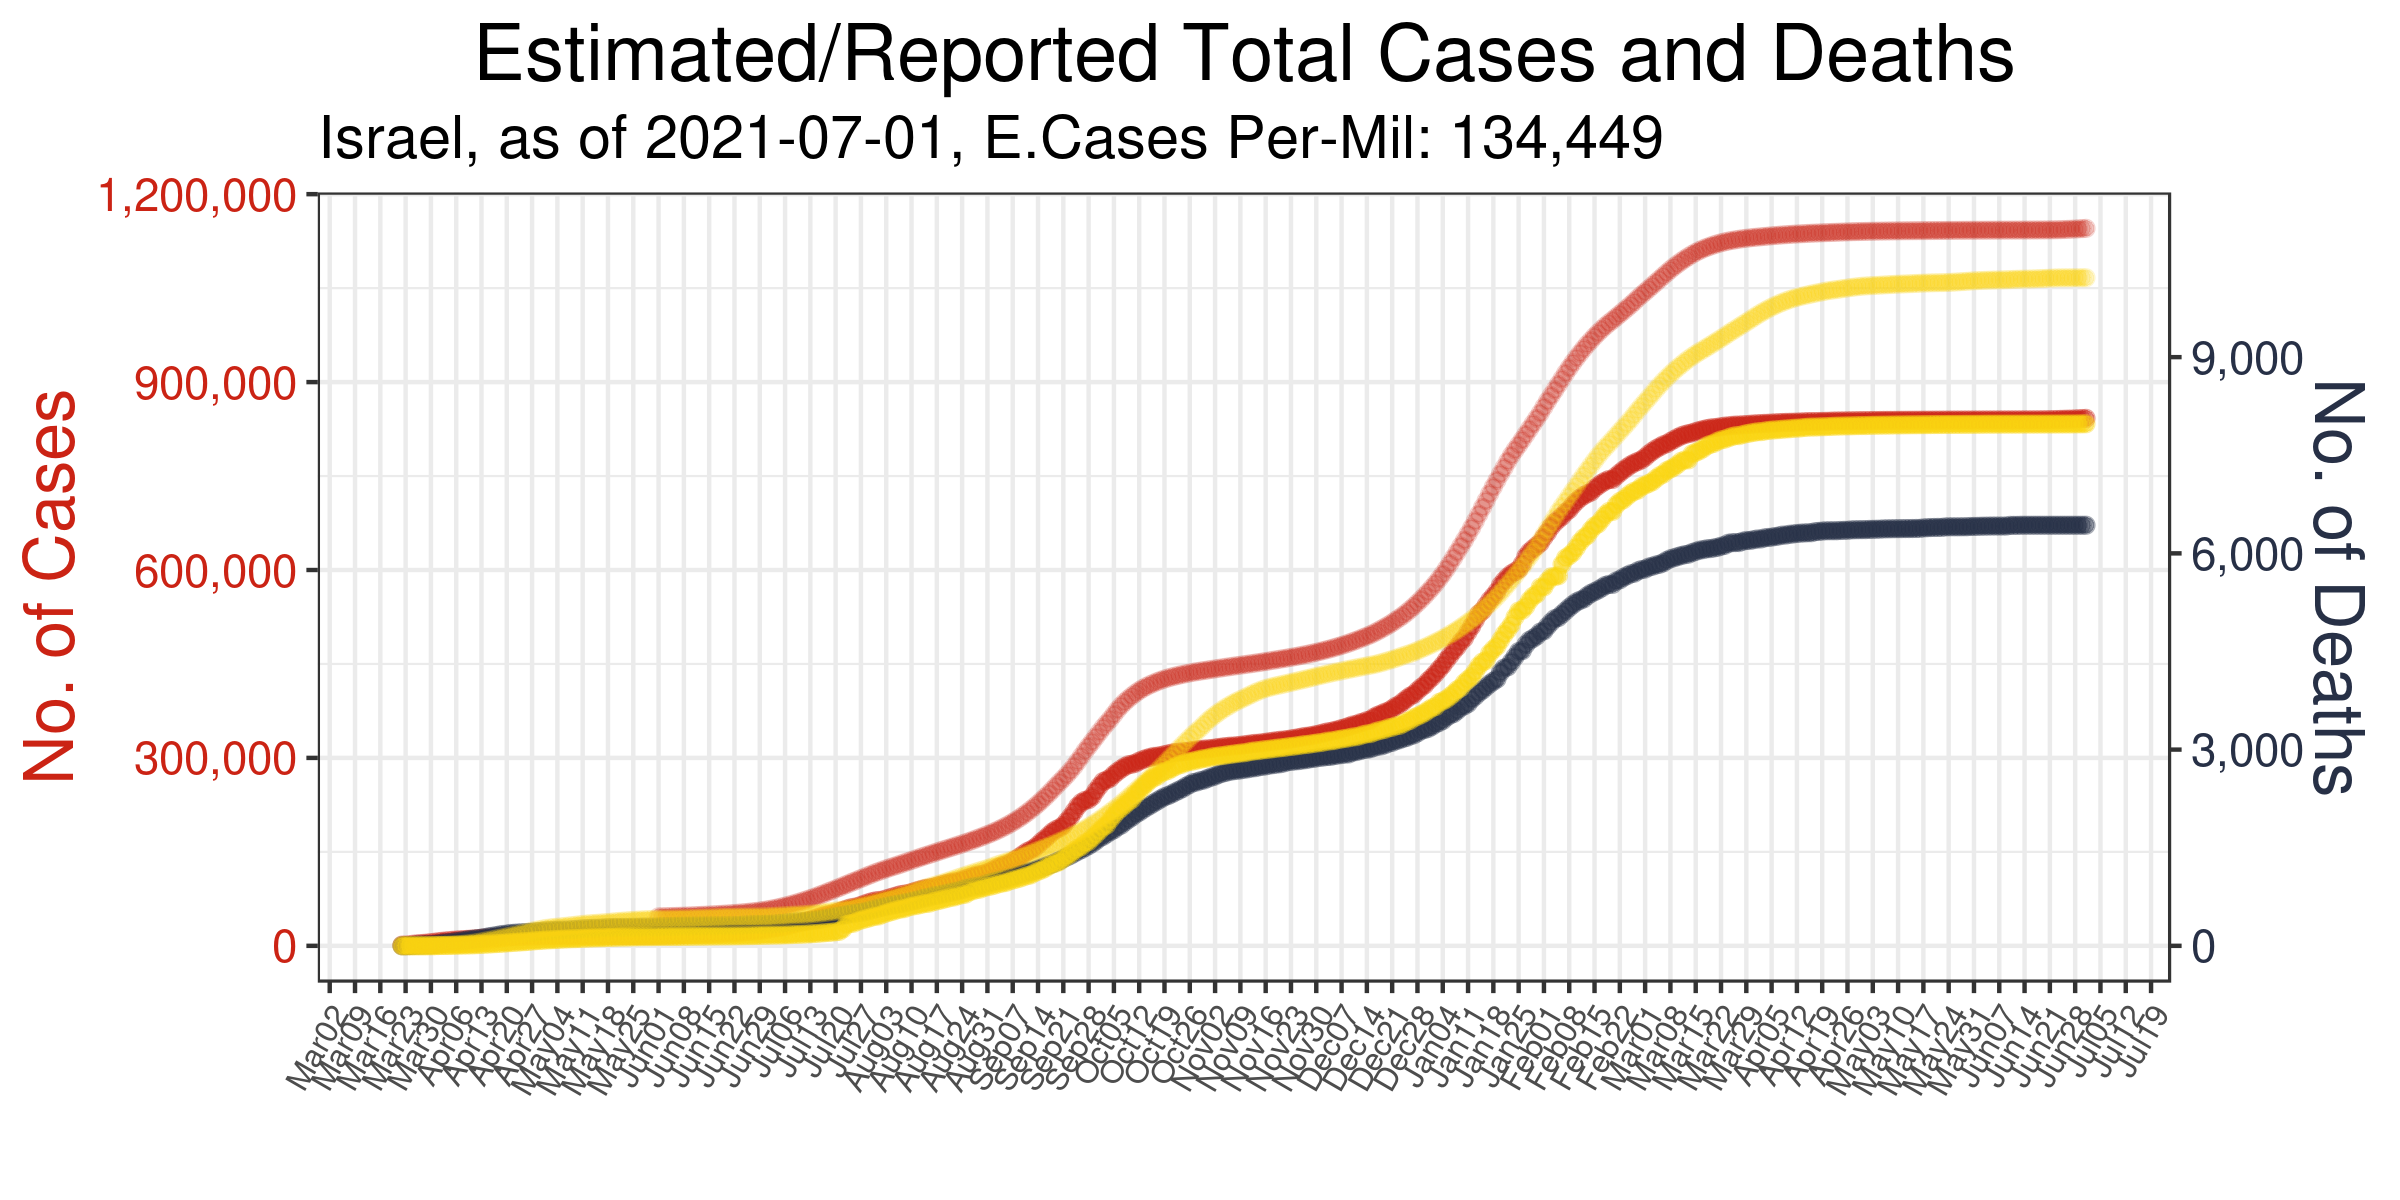 Estimated/Reported Total Cases and Deaths
Israel, as of 2021-07-01, E.Cases Per-Mil: 134,449
No. of Cases
1,200,000
900,000
600,000
300,000
0
No. of Deaths
9,000
6,000
3,000
0
Mar02
Mar09
Mar16
Mar23
Mar30
Apr06
Apr13
Apr20
Apr27
May04
May11
May18
May25
Jun01
Jun08
Jun15
Jun22
Jun29
Jul06
Jul13
Jul20
Jul27
Aug03
Aug10
Aug17
Aug24
Aug31
Sep07
Sep14
Sep21
Sep28
Oct05
Oct12
Oct19
Oct26
Nov02
Nov09
Nov16
Nov23
Nov30
Dec07
Dec14
Dec21
Dec28
Jan04
Jan11
Jan18
Jan25
Feb01
Feb08
Feb15
Feb22
Mar01
Mar08
Mar15
Mar22
Mar29
Apr05
Apr12
Apr19
Apr26
May03
May10
May17
May24
May31
Jun07
Jun14
Jun21
Jun28
Jul05
Jul12
Jul19